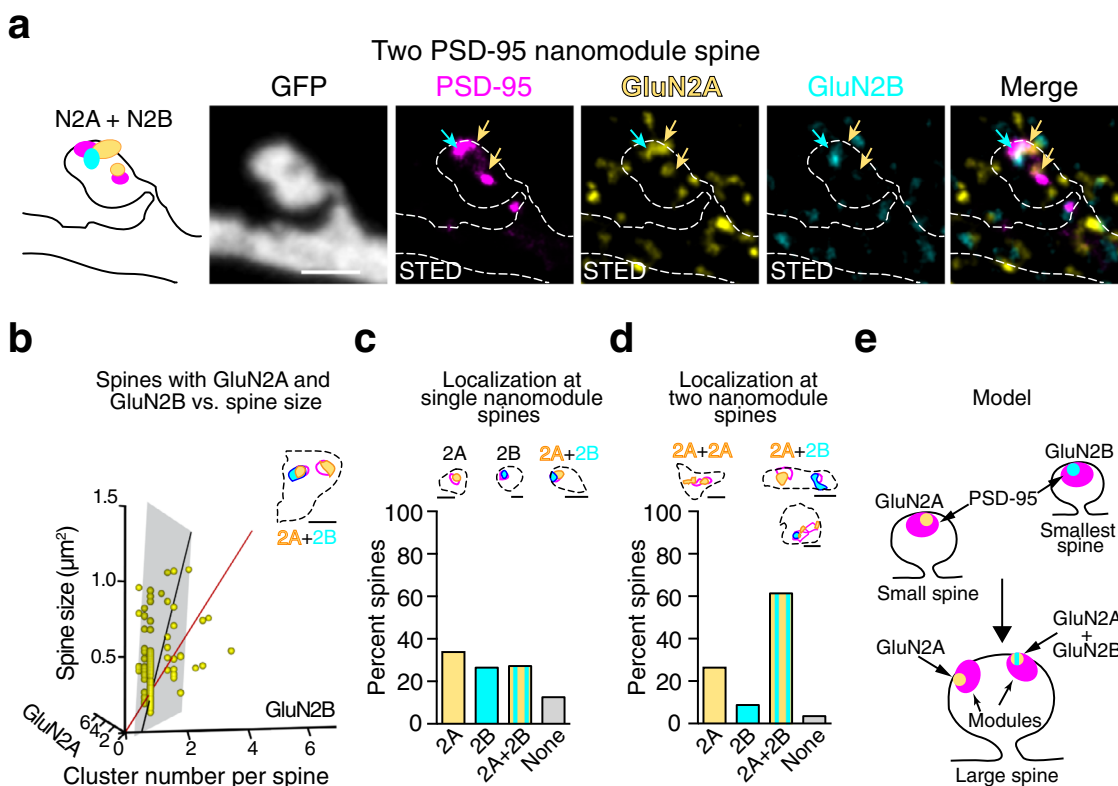 a
Two PSD-95 nanomodule spine
GFP
PSD-95
GluN2A
GluN2B
Merge
N2A + N2B
STED
STED
STED
b
Spines with GluN2A and
GluN2B vs. spine size
2A+2B
1.5
1.0
0.5
Spine size (μm²)
GluN2A
6
4
2
0
2
4
6
GluN2B
Cluster number per spine
c
Localization at
single nanomodule
spines
2A
2B
2A+2B
100
80
60
40
20
0
Percent spines
2A
2B
2A+2B
None
d
Localization at
two nanomodule
spines
2A+2A
2A+2B
100
80
60
40
20
0
Percent spines
2A
2B
2A+2B
None
e
Model
GluN2B
GluN2A
PSD-95
Smallest
spine
Small spine
GluN2A
+
GluN2B
GluN2A
Modules
Large spine